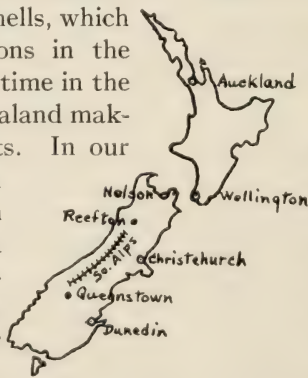 hells, which
ons in the
time in the
aland mak-
ts. In our
Auckland
Nelson
Wellington
Reefton
So. Alps
Christchurch
Queenstown
Dunedin